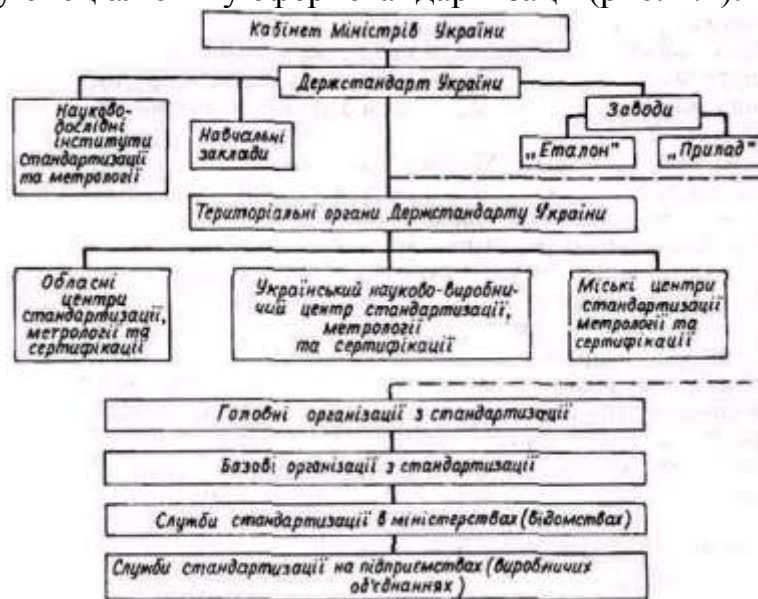 Кабінет Міністрів України
Держстандарт України
Науково-
дослідні
інститути
стандартизації
та метрології
Навчальні
заклади
Заводи
„Еталон”
„Прилад”
Територіальні органи Держстандарту України
Обласні
центри
стандартизації,
метрології та
сертифікації
Український науково-виробни-
чий центр стандартизації,
метрології
та сертифікації
Міські центри
стандартизації
метрології та
сертифікації
Головні організації з стандартизації
Базові організації з стандартизації
Служби стандартизації в міністерствах (відомствах)
Служби стандартизації на підприємствах (виробничих
об'єднаннях)